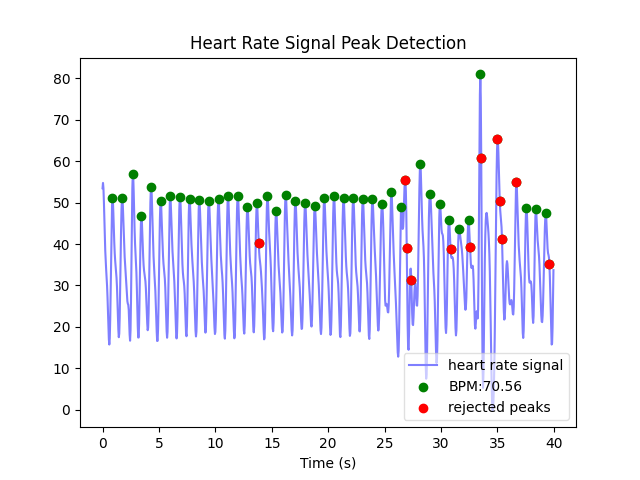 Heart Rate Signal Peak Detection
80
70
60
50
40
30
20
10
0
heart rate signal
BPM:70.56
rejected peaks
0 5 10 15 20 25 30 35 40
Time (s)